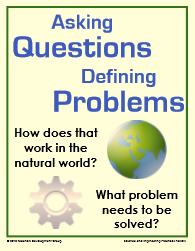 Asking
Questions
Defining
Problems
How does that
work in the
natural world?
What problem
needs to be
solved?